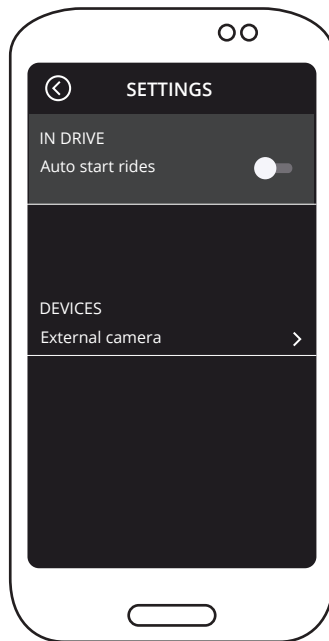 SETTINGS
IN DRIVE
Auto start rides
DEVICES
External camera